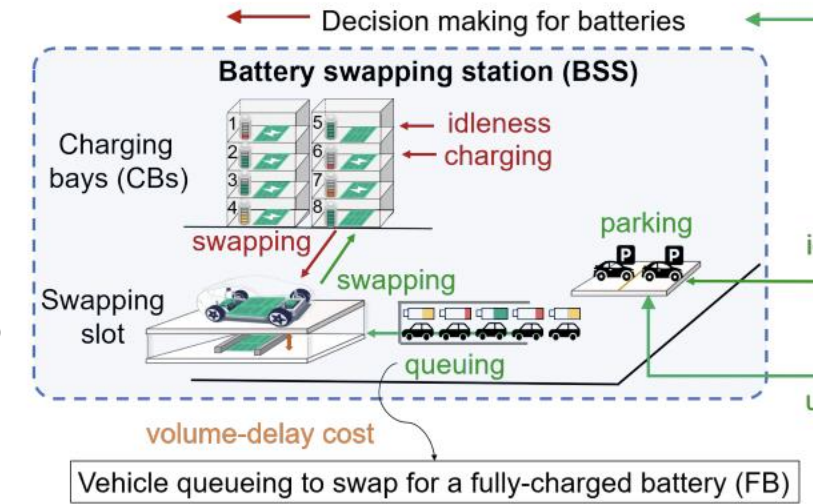 Decision making for batteries
Battery swapping station (BSS)
Charging
bays (CBs)
1
2
3
4
5
6
7
8
idleness
charging
swapping
swapping
parking
P
P
Swapping
slot
queuing
volume-delay cost
Vehicle queueing to swap for a fully-charged battery (FB)